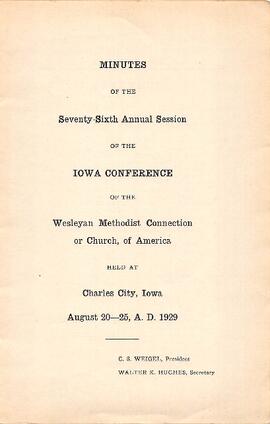 MINUTES
OF THE
Seventy-Sixth Annual Session
OF THE
IOWA CONFERENCE
OF THE
Wesleyan Methodist Connection
or Church, of America
HELD AT
Charles City, Iowa
August 20—25, A. D. 1929
C. S. WEIGEL, President
WALTER K. HUGHES, Secretary